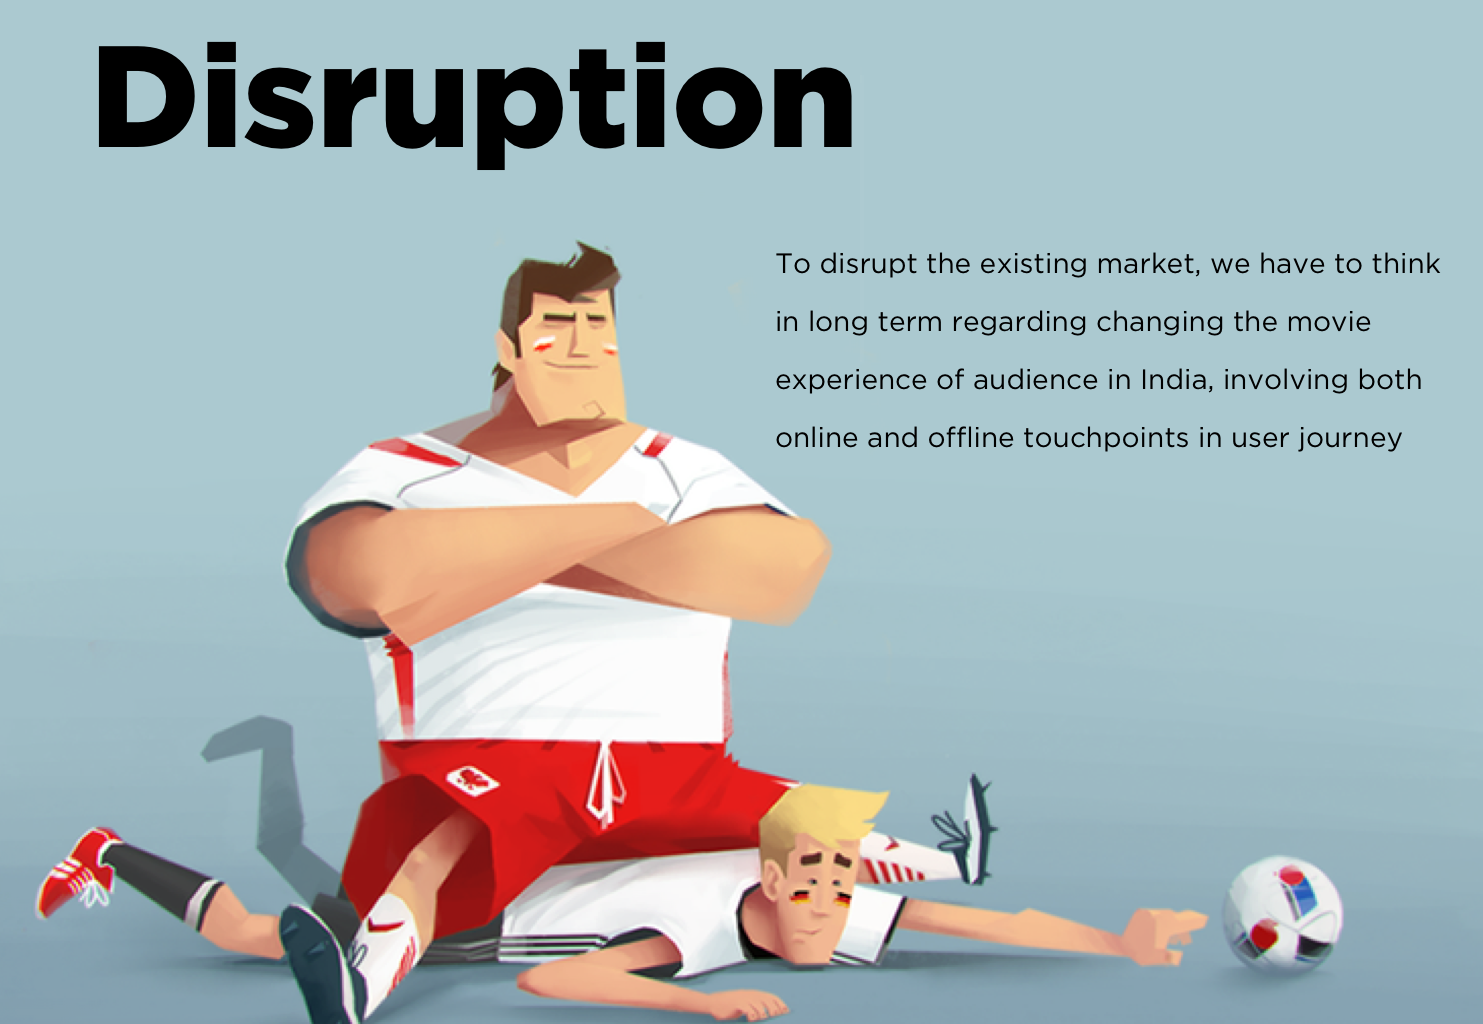 Disruption
To disrupt the existing market, we have to think
in long term regarding changing the movie
experience of audience in India, involving both
online and offline touchpoints in user journey